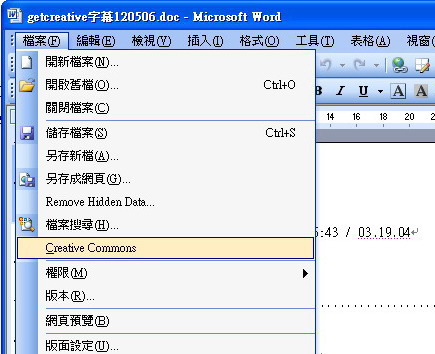 getcreative字幕120506.doc - Microsoft Word
檔案(F) 編輯(E) 檢視(V) 插入(I) 格式(O) 工具(T) 表格(A) 視窗
開新檔案(N)...
開啟舊檔(O)... Ctrl+O
關閉檔案(C)
B I U A A
儲存檔案(S) Ctrl+S
14 16 18 20 22 24 26
另存新檔(A)...
另存成網頁(G)...
Remove Hidden Data...
檔案搜尋(H)...
:43 / 03.19.04
Creative Commons
權限(M)
版本(R)...
網頁預覽(B)
版面設定(U)...